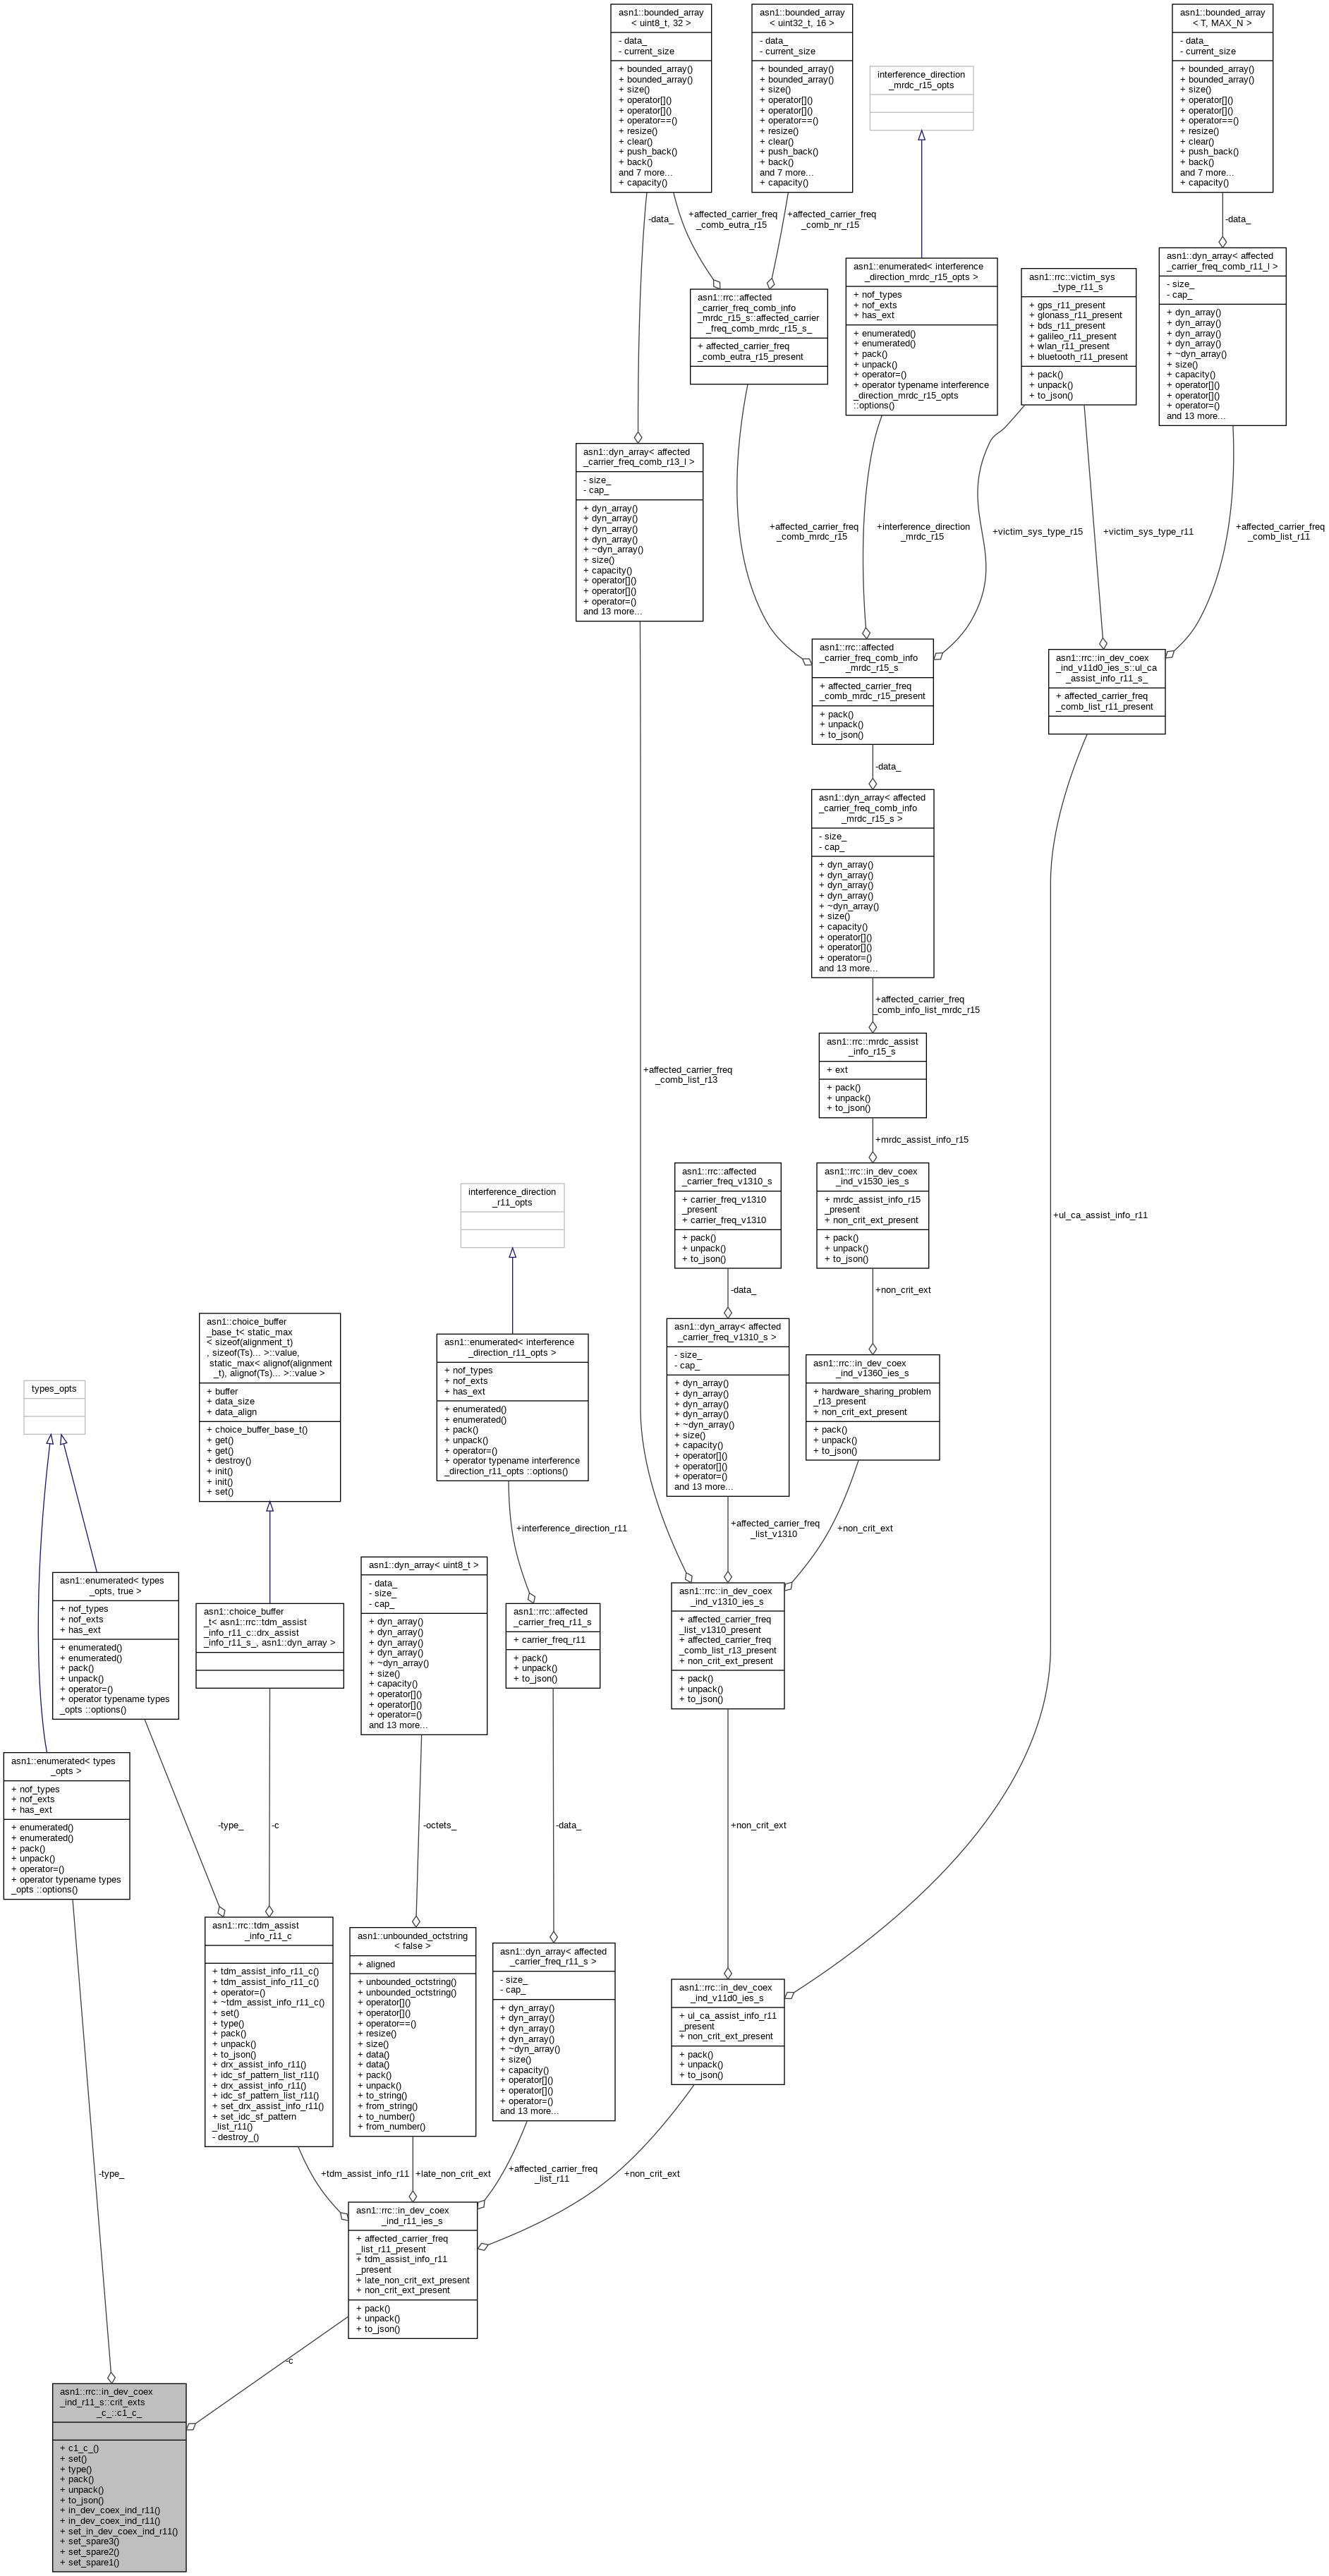 asn1::bounded_array
< uint8_t, 32 >
- data_
- current_size
+ bounded_array()
+ bounded_array()
+ size()
+ operator[]()
+ operator[]()
+ operator==()
+ resize()
+ clear()
+ push_back()
+ back()
and 7 more...
+ capacity()
asn1::bounded_array
< uint32_t, 16 >
- data_
- current_size
+ bounded_array()
+ bounded_array()
+ size()
+ operator[]()
+ operator[]()
+ operator==()
+ resize()
+ clear()
+ push_back()
+ back()
and 7 more...
+ capacity()
interference_direction
_mrdc_r15_opts
asn1::bounded_array
< T, MAX_N >
- data_
- current_size
+ bounded_array()
+ bounded_array()
+ size()
+ operator[]()
+ operator[]()
+ operator==()
+ resize()
+ clear()
+ push_back()
+ back()
and 7 more...
+ capacity()
-data_
+affected_carrier_freq
_comb_eutra_r15
+affected_carrier_freq
_comb_nr_r15
-data_
asn1::rrc::affected
_carrier_freq_comb_info
_mrdc_r15_s::affected_carrier
_freq_comb_mrdc_r15_s_
+ affected_carrier_freq
_comb_eutra_r15_present
asn1::enumerated< interference
_direction_mrdc_r15_opts >
+ nof_types
+ nof_exts
+ has_ext
+ enumerated()
+ enumerated()
+ pack()
+ unpack()
+ operator=()
+ operator typename interference
_direction_mrdc_r15_opts
::options()
asn1::rrc::victim_sys
_type_r11_s
+ gps_r11_present
+ glonass_r11_present
+ bds_r11_present
+ galileo_r11_present
+ wlan_r11_present
+ bluetooth_r11_present
+ pack()
+ unpack()
+ to_json()
asn1::dyn_array< affected
_carrier_freq_comb_r11_l >
- size_
- cap_
+ dyn_array()
+ dyn_array()
+ dyn_array()
+ dyn_array()
+ ~dyn_array()
+ size()
+ capacity()
+ operator[]()
+ operator[]()
+ operator=()
and 13 more...
asn1::dyn_array< affected
_carrier_freq_comb_r13_l >
- size_
- cap_
+ dyn_array()
+ dyn_array()
+ dyn_array()
+ dyn_array()
+ ~dyn_array()
+ size()
+ capacity()
+ operator[]()
+ operator[]()
+ operator=()
and 13 more...
+affected_carrier_freq
_comb_mrdc_r15
+interference_direction
_mrdc_r15
+victim_sys_type_r15
+victim_sys_type_r11
+affected_carrier_freq
_comb_list_r11
asn1::rrc::affected
_carrier_freq_comb_info
_mrdc_r15_s
+ affected_carrier_freq
_comb_mrdc_r15_present
+ pack()
+ unpack()
+ to_json()
asn1::rrc::in_dev_coex
_ind_v11d0_ies_s::ul_ca
_assist_info_r11_s_
+ affected_carrier_freq
_comb_list_r11_present
-data_
asn1::dyn_array< affected
_carrier_freq_comb_info
_mrdc_r15_s >
- size_
- cap_
+ dyn_array()
+ dyn_array()
+ dyn_array()
+ dyn_array()
+ ~dyn_array()
+ size()
+ capacity()
+ operator[]()
+ operator[]()
+ operator=()
and 13 more...
+affected_carrier_freq
_comb_info_list_mrdc_r15
asn1::rrc::mrdc_assist
_info_r15_s
+ ext
+ pack()
+ unpack()
+ to_json()
+affected_carrier_freq
_comb_list_r13
+mrdc_assist_info_r15
asn1::rrc::affected
_carrier_freq_v1310_s
+ carrier_freq_v1310
_present
+ carrier_freq_v1310
+ pack()
+ unpack()
+ to_json()
asn1::rrc::in_dev_coex
_ind_v1530_ies_s
+ mrdc_assist_info_r15
_present
+ non_crit_ext_present
+ pack()
+ unpack()
+ to_json()
+ul_ca_assist_info_r11
interference_direction
_r11_opts
-data_
+non_crit_ext
asn1::choice_buffer
_base_t< static_max
< sizeof(alignment_t)
, sizeof(Ts)... >::value,
static_max< alignof(alignment
_t), alignof(Ts)... >::value >
+ buffer
+ data_size
+ data_align
+ choice_buffer_base_t()
+ get()
+ get()
+ destroy()
+ init()
+ init()
+ set()
asn1::enumerated< interference
_direction_r11_opts >
+ nof_types
+ nof_exts
+ has_ext
+ enumerated()
+ enumerated()
+ pack()
+ unpack()
+ operator=()
+ operator typename interference
_direction_r11_opts ::options()
asn1::dyn_array< affected
_carrier_freq_v1310_s >
- size_
- cap_
+ dyn_array()
+ dyn_array()
+ dyn_array()
+ dyn_array()
+ ~dyn_array()
+ size()
+ capacity()
+ operator[]()
+ operator[]()
+ operator=()
and 13 more...
asn1::rrc::in_dev_coex
_ind_v1360_ies_s
+ hardware_sharing_problem
_r13_present
+ non_crit_ext_present
+ pack()
+ unpack()
+ to_json()
types_opts
+interference_direction_r11
+affected_carrier_freq
_list_v1310
+non_crit_ext
asn1::enumerated< types
_opts, true >
+ nof_types
+ nof_exts
+ has_ext
+ enumerated()
+ enumerated()
+ pack()
+ unpack()
+ operator=()
+ operator typename types
_opts ::options()
asn1::choice_buffer
_t< asn1::rrc::tdm_assist
_info_r11_c::drx_assist
_info_r11_s_, asn1::dyn_array >
asn1::dyn_array< uint8_t >
- data_
- size_
- cap_
+ dyn_array()
+ dyn_array()
+ dyn_array()
+ dyn_array()
+ ~dyn_array()
+ size()
+ capacity()
+ operator[]()
+ operator[]()
+ operator=()
and 13 more...
asn1::rrc::affected
_carrier_freq_r11_s
+ carrier_freq_r11
+ pack()
+ unpack()
+ to_json()
asn1::rrc::in_dev_coex
_ind_v1310_ies_s
+ affected_carrier_freq
_list_v1310_present
+ affected_carrier_freq
_comb_list_r13_present
+ non_crit_ext_present
+ pack()
+ unpack()
+ to_json()
asn1::enumerated< types
_opts >
+ nof_types
+ nof_exts
+ has_ext
+ enumerated()
+ enumerated()
+ pack()
+ unpack()
+ operator=()
+ operator typename types
_opts ::options()
-type_
-c
-octets_
-data_
+non_crit_ext
asn1::rrc::tdm_assist
_info_r11_c
+ tdm_assist_info_r11_c()
+ tdm_assist_info_r11_c()
+ operator=()
+ ~tdm_assist_info_r11_c()
+ set()
+ type()
+ pack()
+ unpack()
+ to_json()
+ drx_assist_info_r11()
+ idc_sf_pattern_list_r11()
+ drx_assist_info_r11()
+ idc_sf_pattern_list_r11()
+ set_drx_assist_info_r11()
+ set_idc_sf_pattern
_list_r11()
- destroy_()
asn1::unbounded_octstring
< false >
+ aligned
+ unbounded_octstring()
+ unbounded_octstring()
+ operator[]()
+ operator[]()
+ operator==()
+ resize()
+ size()
+ data()
+ data()
+ pack()
+ unpack()
+ to_string()
+ from_string()
+ to_number()
+ from_number()
asn1::dyn_array< affected
_carrier_freq_r11_s >
- size_
- cap_
+ dyn_array()
+ dyn_array()
+ dyn_array()
+ dyn_array()
+ ~dyn_array()
+ size()
+ capacity()
+ operator[]()
+ operator[]()
+ operator=()
and 13 more...
asn1::rrc::in_dev_coex
_ind_v11d0_ies_s
+ ul_ca_assist_info_r11
_present
+ non_crit_ext_present
+ pack()
+ unpack()
+ to_json()
-type_
+tdm_assist_info_r11
+late_non_crit_ext
+affected_carrier_freq
_list_r11
+non_crit_ext
asn1::rrc::in_dev_coex
_ind_r11_ies_s
+ affected_carrier_freq
_list_r11_present
+ tdm_assist_info_r11
_present
+ late_non_crit_ext_present
+ non_crit_ext_present
+ pack()
+ unpack()
+ to_json()
-c
asn1::rrc::in_dev_coex
_ind_r11_s::crit_exts
_c_::c1_c_
+ c1_c_()
+ set()
+ type()
+ pack()
+ unpack()
+ to_json()
+ in_dev_coex_ind_r11()
+ in_dev_coex_ind_r11()
+ set_in_dev_coex_ind_r11()
+ set_spare3()
+ set_spare2()
+ set_spare1()